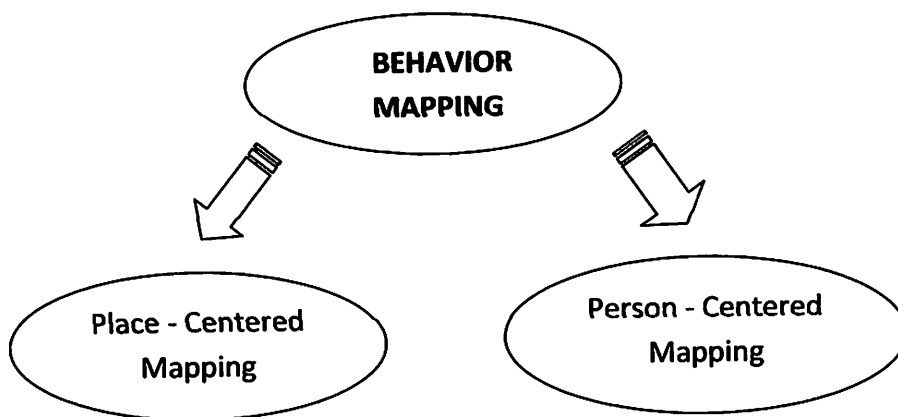 BEHAVIOR
MAPPING
Place - Centered
Mapping
Person - Centered
Mapping